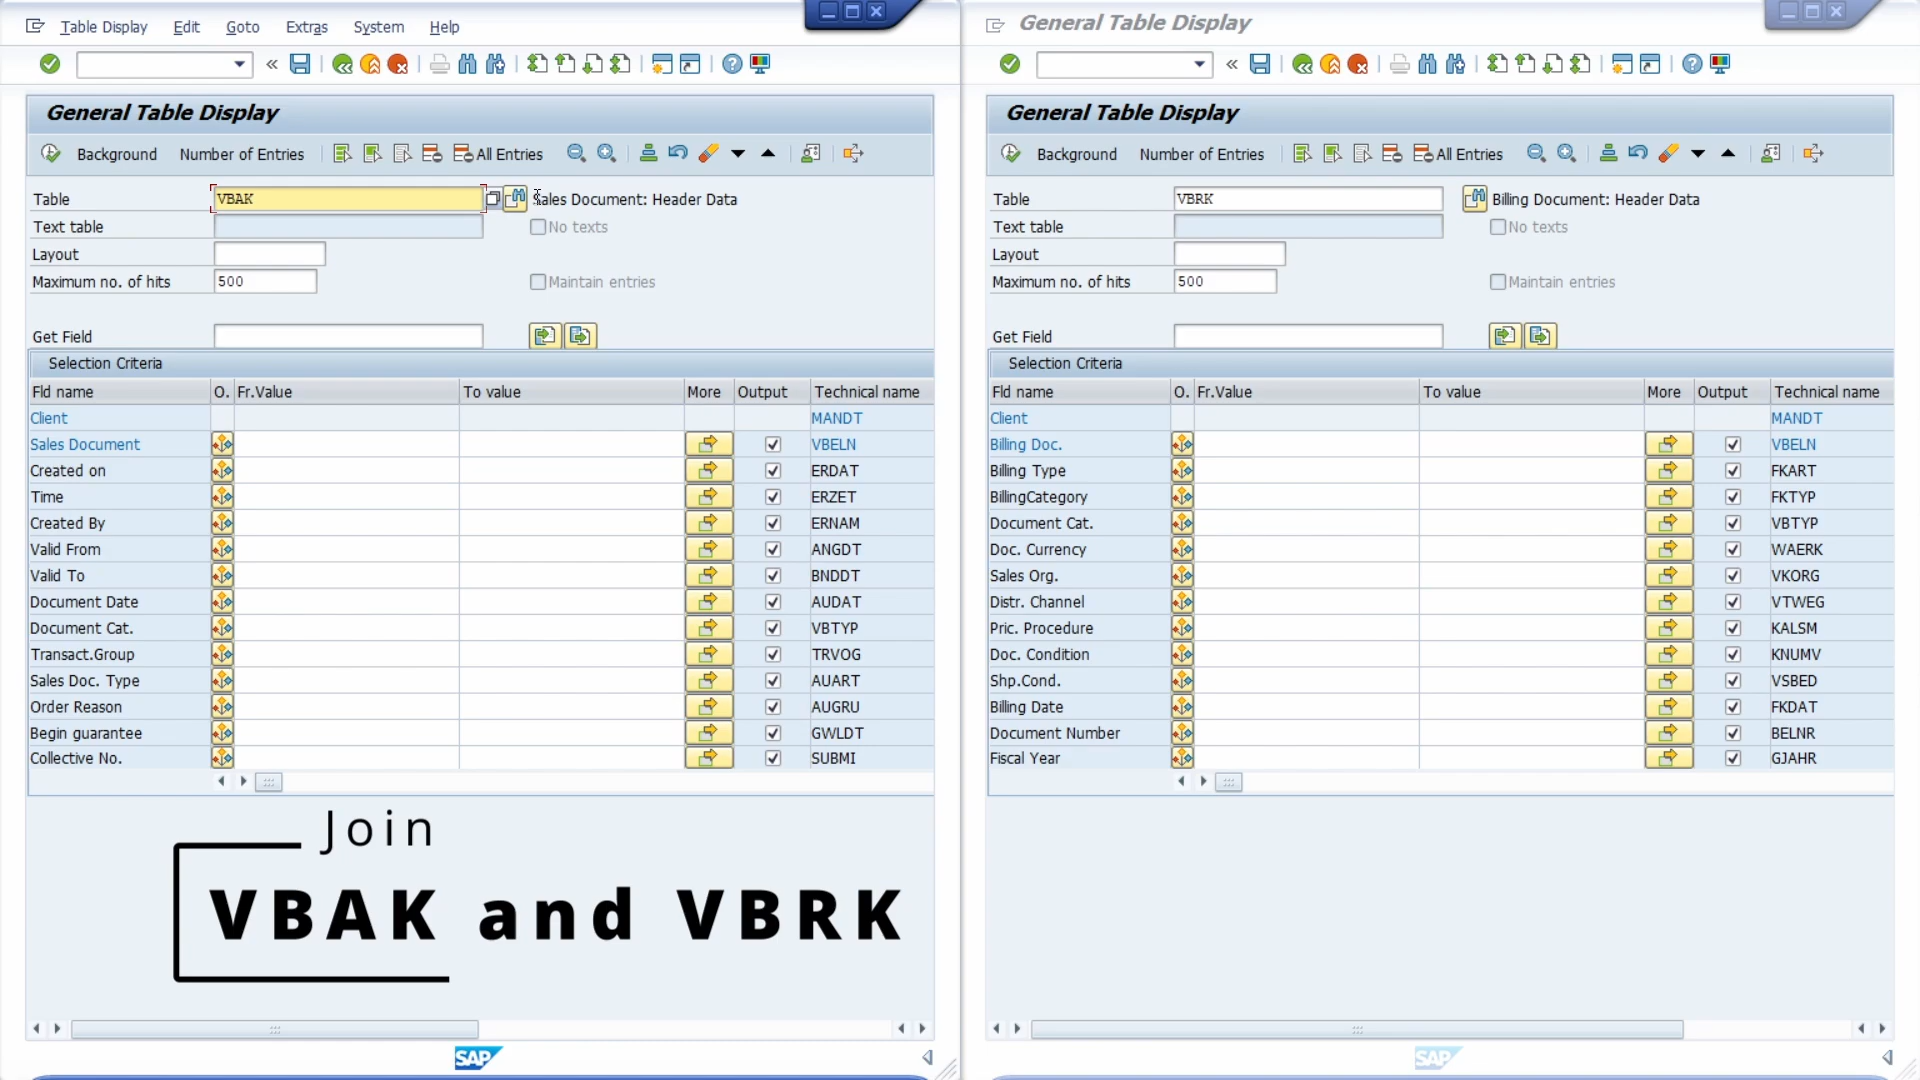 Table Display Edit Goto Extras System Help
General Table Display
Background Number of Entries All Entries
Table VBAK Sales Document: Header Data
Text table No texts
Layout
Maximum no. of hits 500 Maintain entries
Get Field
Selection Criteria
Fld name O. Fr.Value To value More Output Technical name
Client MANDT
Sales Document VBELN
Created on ERDAT
Time ERZET
Created By ERNAM
Valid From ANGDT
Valid To BNDDT
Document Date AUDAT
Document Cat. VBTYP
Transact.Group TRVOG
Sales Doc. Type AUART
Order Reason AUGRU
Begin guarantee GWLDT
Collective No. SUBMI
Join
VBAK and VBRK
SAP
General Table Display
General Table Display
Background Number of Entries All Entries
Table VBRK Billing Document: Header Data
Text table No texts
Layout
Maximum no. of hits 500 Maintain entries
Get Field
Selection Criteria
Fld name O. Fr.Value To value More Output Technical name
Client MANDT
Billing Doc. VBELN
Billing Type FKART
BillingCategory FKTYP
Document Cat. VBTYP
Doc. Currency WAERK
Sales Org. VKORG
Distr. Channel VTWEG
Pric. Procedure KALSM
Doc. Condition KNUMV
Shp.Cond. VSBED
Billing Date FKDAT
Document Number BELNR
Fiscal Year GJAHR
SAP